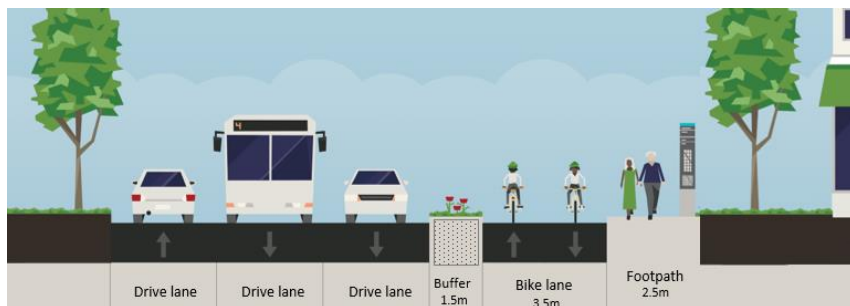 4
Drive lane
Drive lane
Drive lane
Buffer
1.5m
Bike lane
3.5m
Footpath
2.5m